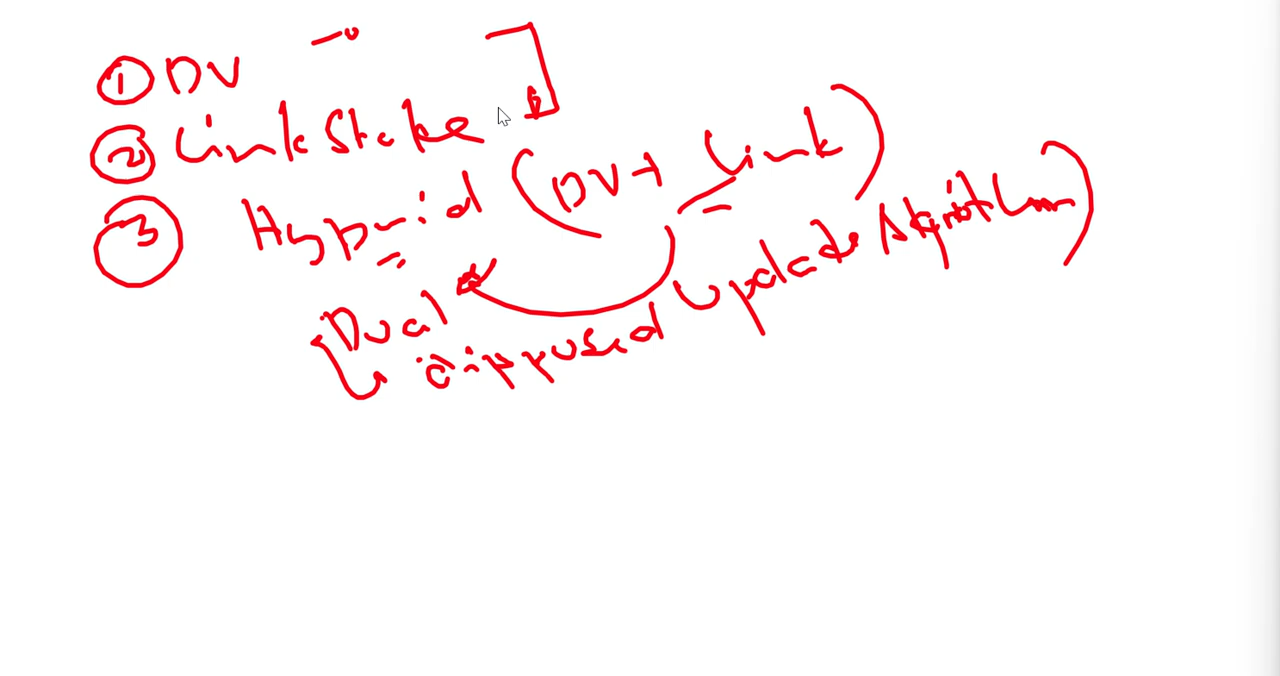 ① DV
② Link State
③ Hybrid (DV + Link)
Dual
diffused update Algorithm)